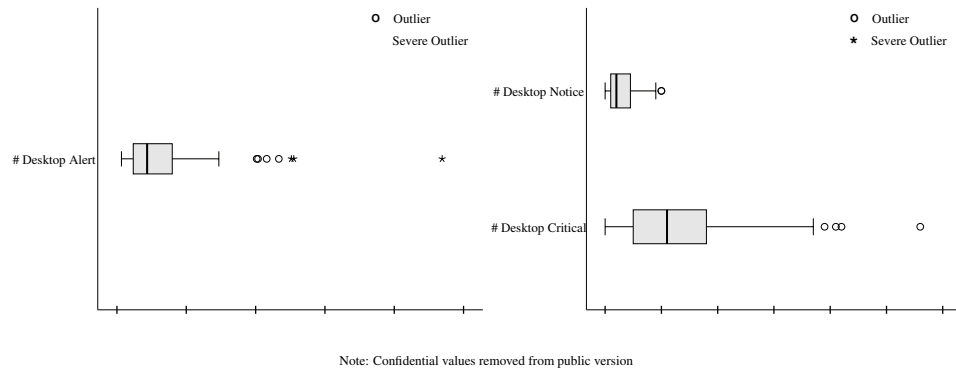 Outlier
Severe Outlier
# Desktop Alert
Outlier
* Severe Outlier
# Desktop Notice
# Desktop Critical
Note: Confidential values removed from public version